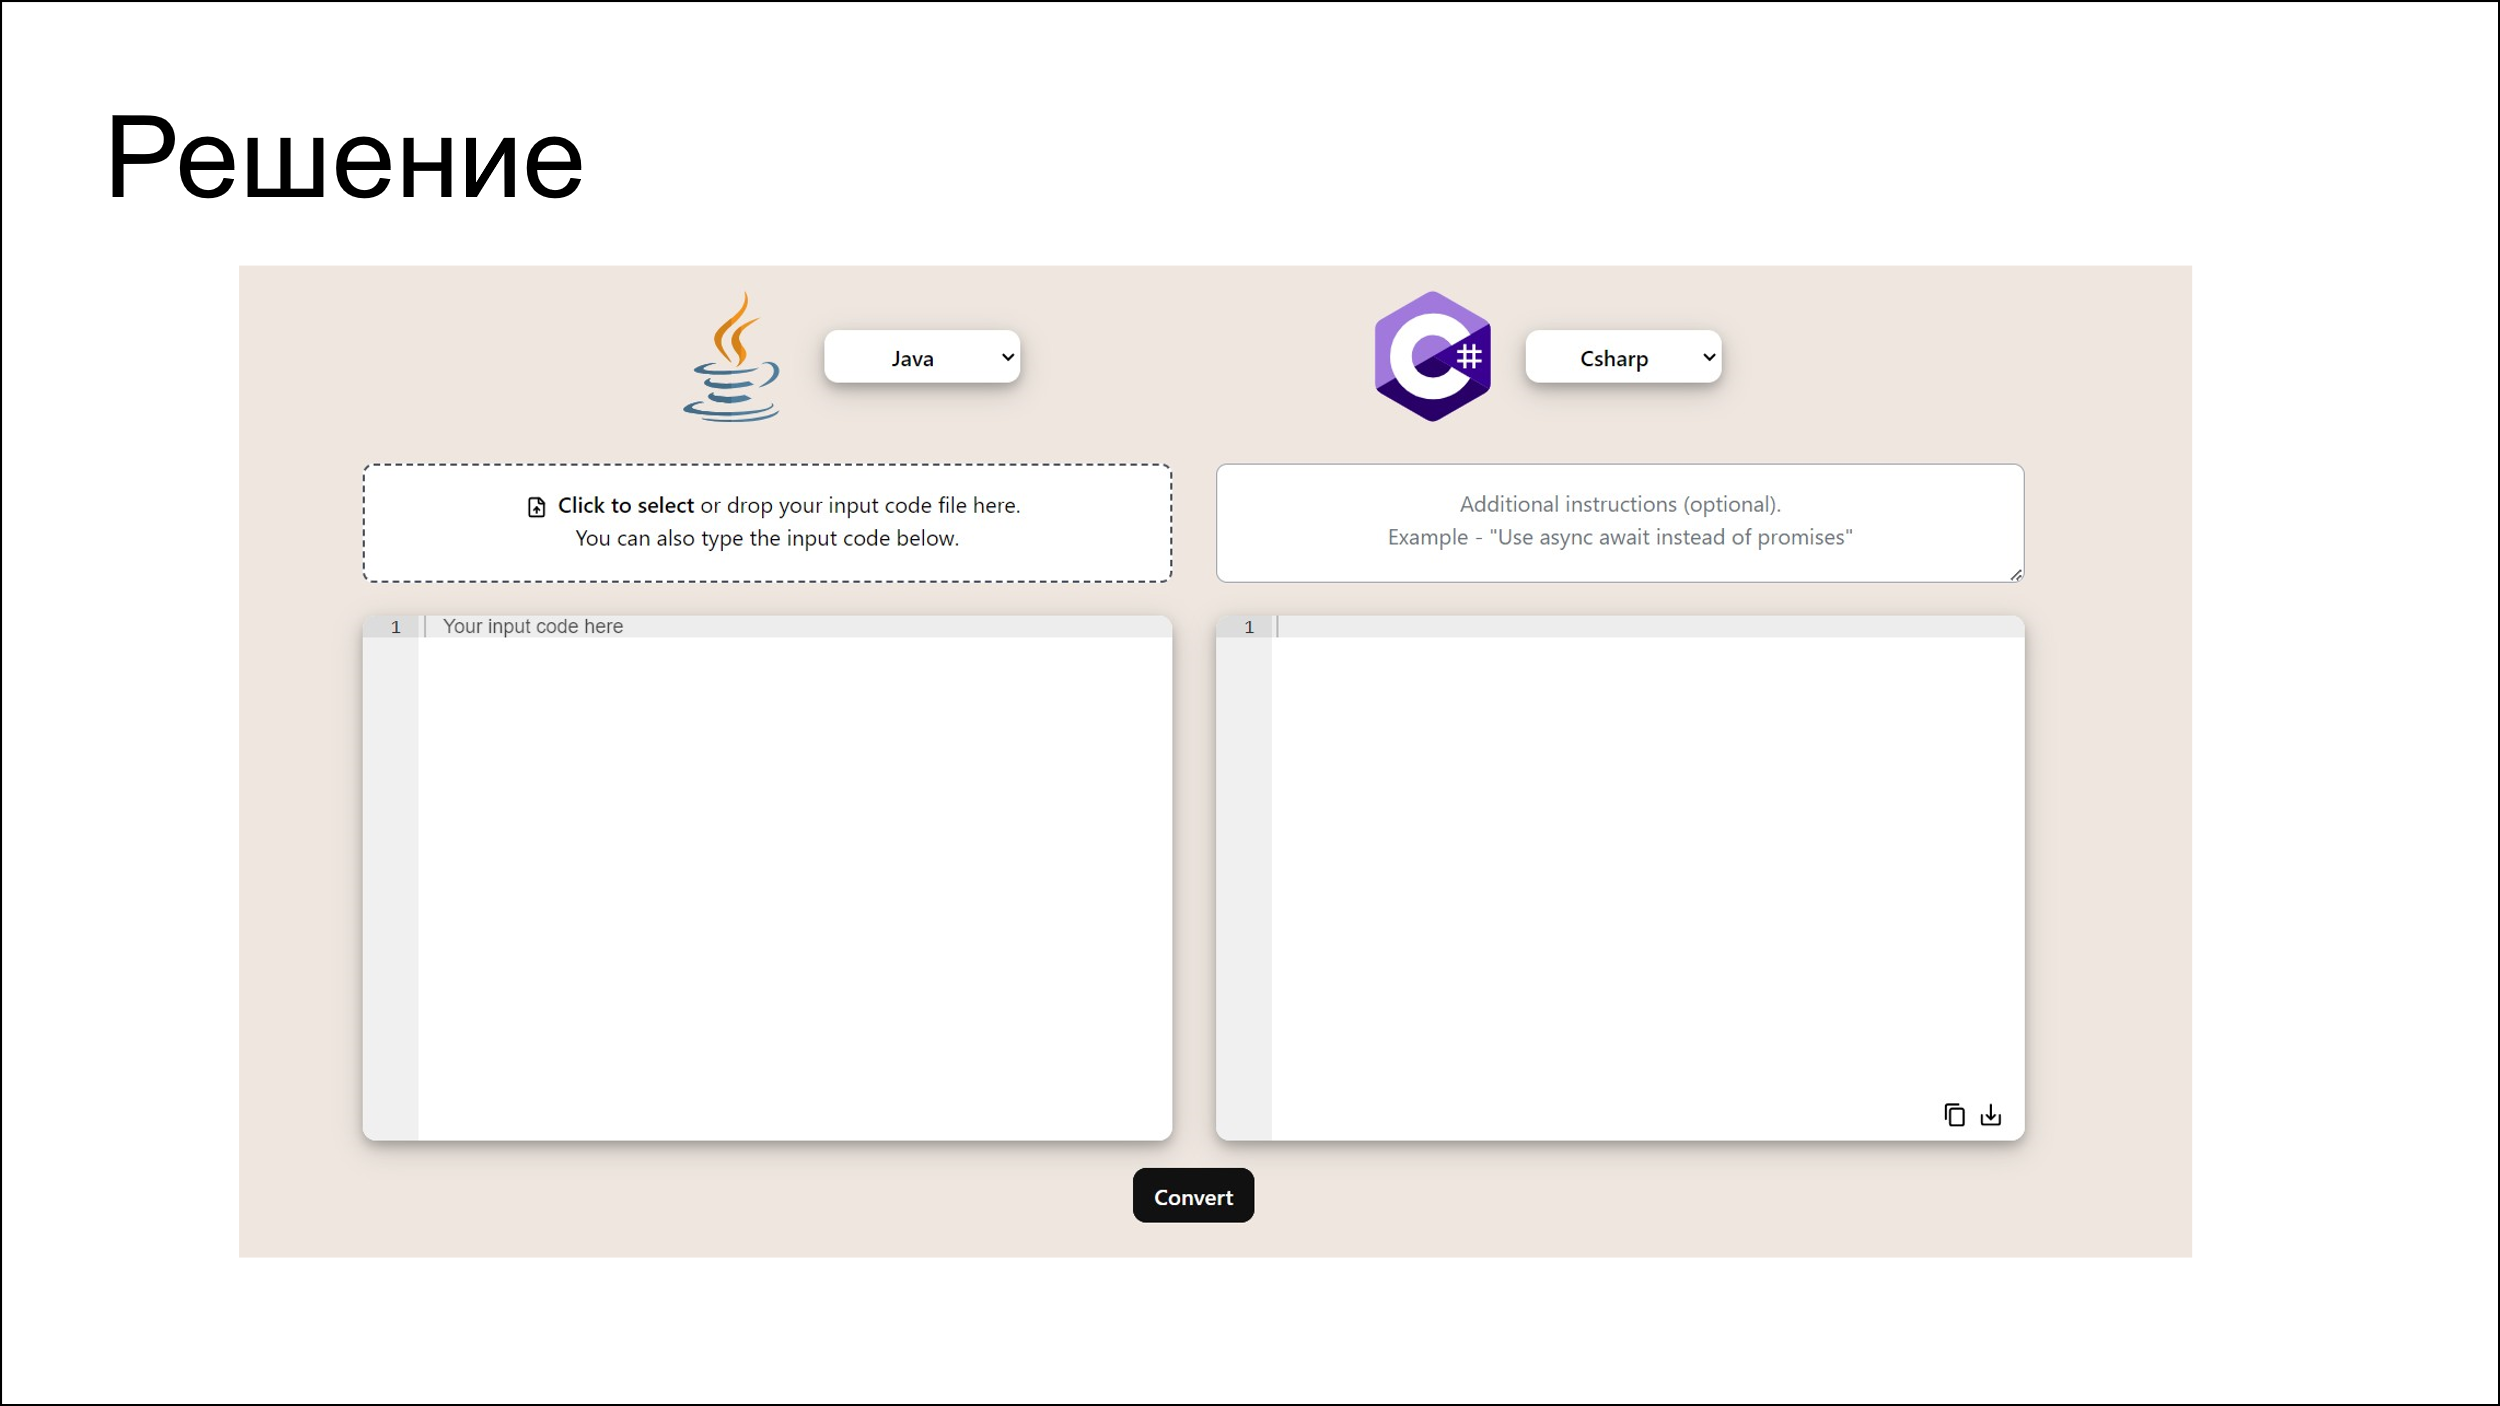 Решение
Java
C#
Csharp
Click to select or drop your input code file here.
You can also type the input code below.
Additional instructions (optional).
Example - "Use async await instead of promises"
1 Your input code here
1
Convert